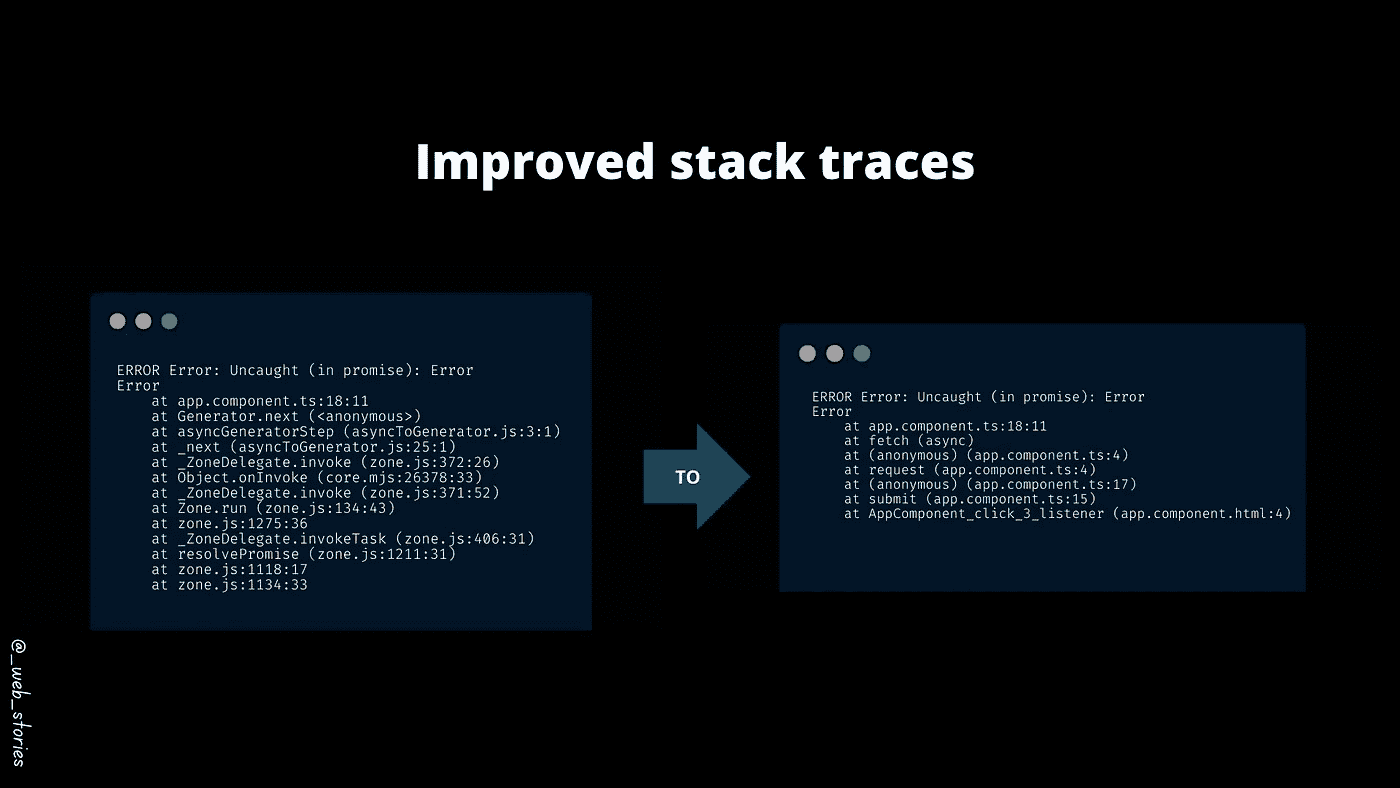 Improved stack traces
ERROR Error: Uncaught (in promise): Error
Error
    at app.component.ts:18:11
    at Generator.next (<anonymous>)
    at asyncGeneratorStep (asyncToGenerator.js:3:1)
    at _next (asyncToGenerator.js:25:1)
    at _ZoneDelegate.invoke (zone.js:372:26)
    at Object.onInvoke (core.mjs:26378:33)
    at _ZoneDelegate.invoke (zone.js:371:52)
    at Zone.run (zone.js:134:43)
    at zone.js:1275:36
    at _ZoneDelegate.invokeTask (zone.js:406:31)
    at resolvePromise (zone.js:1211:31)
    at zone.js:1118:17
    at zone.js:1134:33
TO
ERROR Error: Uncaught (in promise): Error
Error
    at app.component.ts:18:11
    at fetch (async)
    at (anonymous) (app.component.ts:4)
    at request (app.component.ts:4)
    at (anonymous) (app.component.ts:17)
    at submit (app.component.ts:15)
    at AppComponent_click_3_listener (app.component.html:4)
@_web_stories